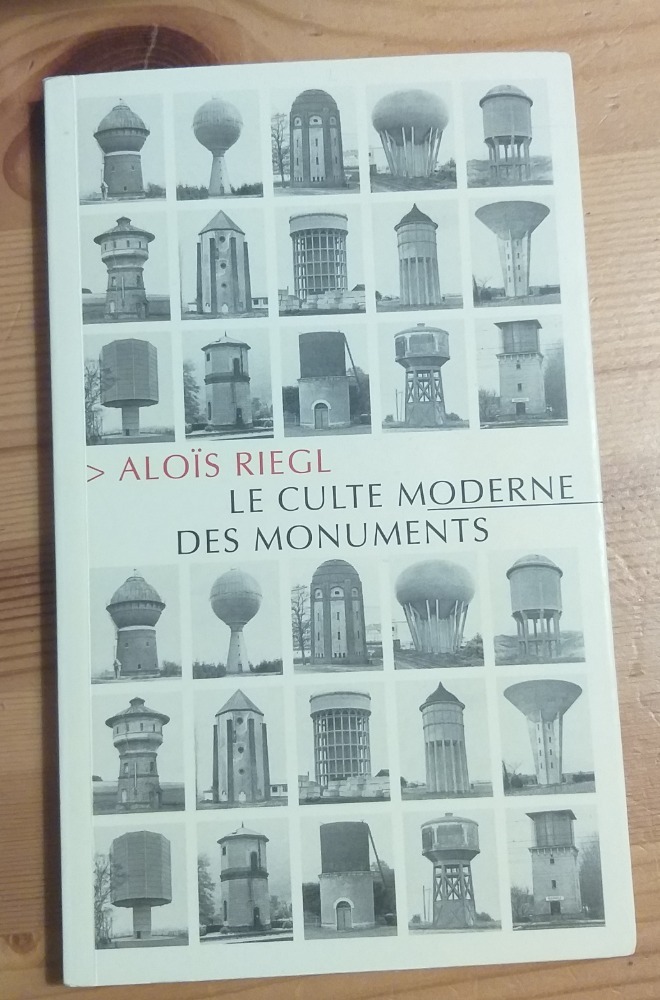 > ALOÏS RIEGL
LE CULTE MODERNE
DES MONUMENTS